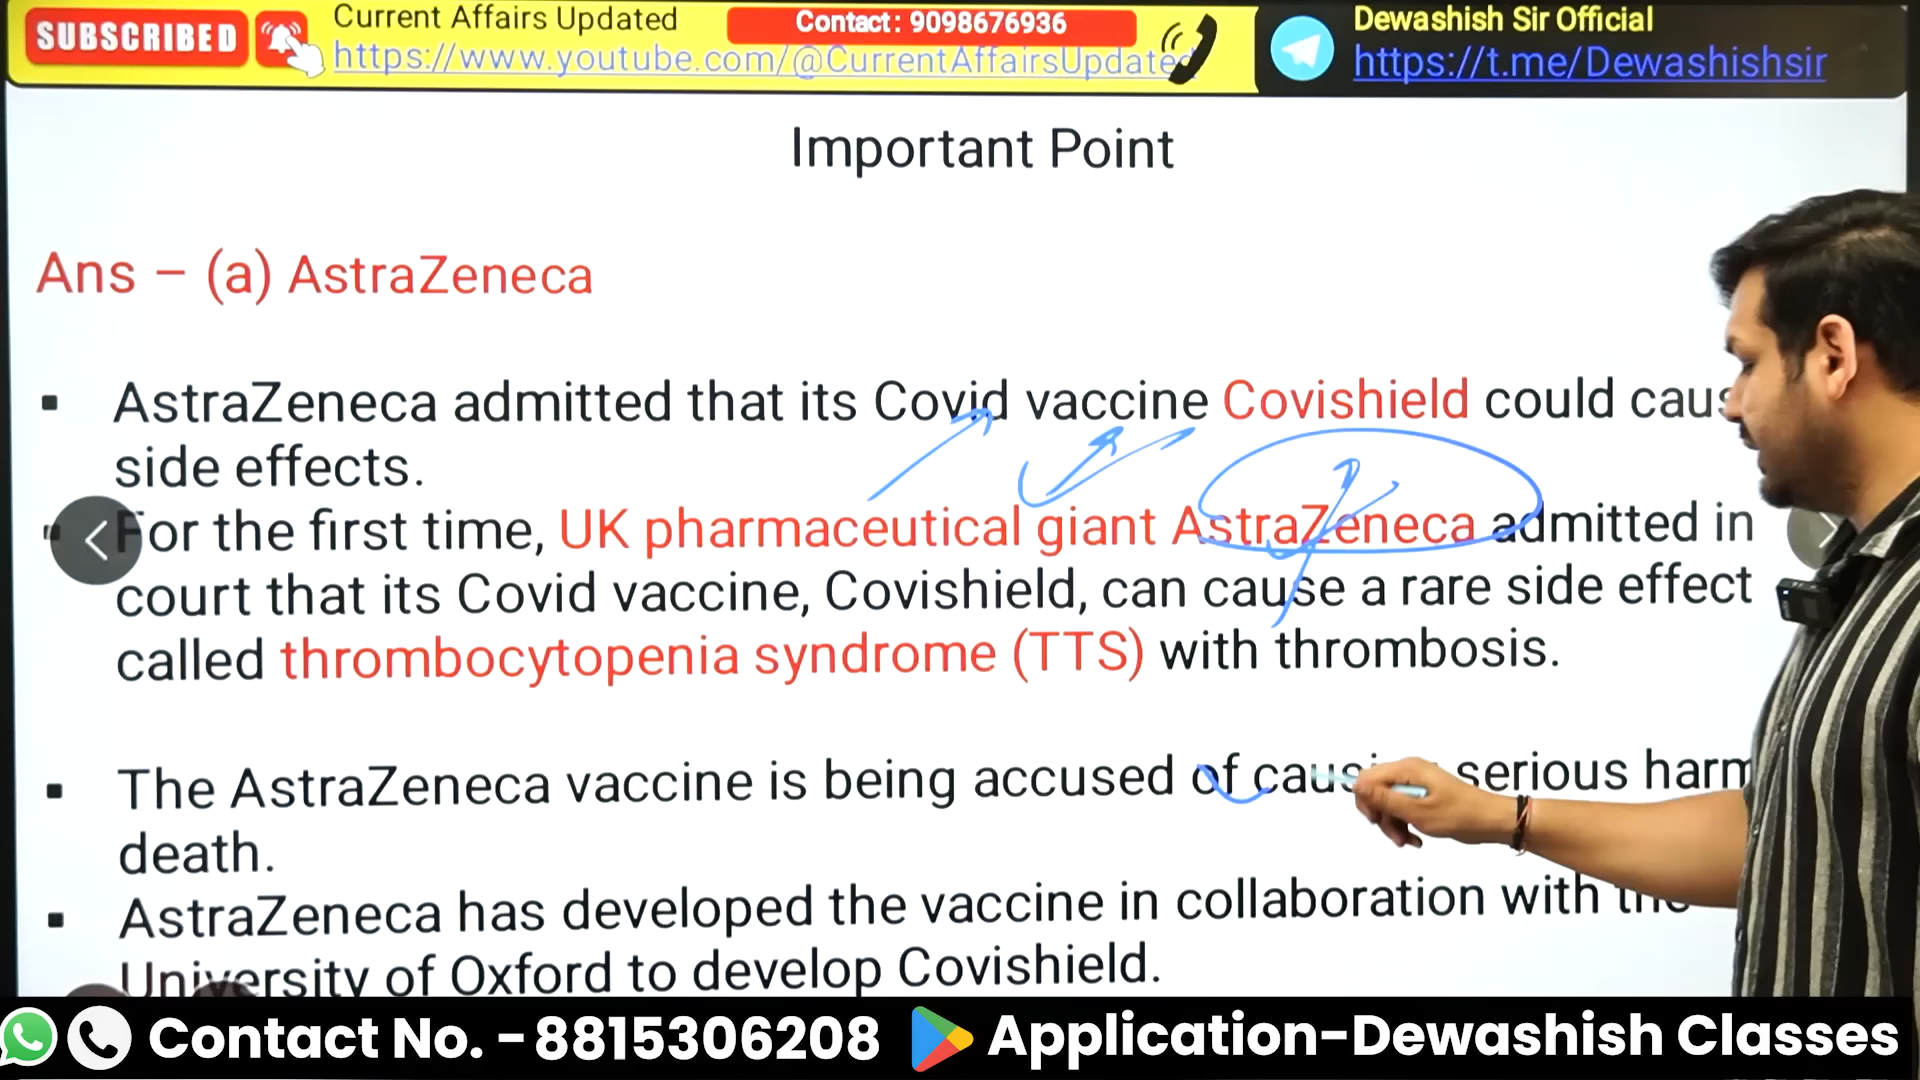 SUBSCRIBED
Current Affairs Updated
https://www.youtube.com/@CurrentAffairsUpdated
Contact: 9098676936
Dewashish Sir Official
https://t.me/Dewashishsir
Important Point
Ans – (a) AstraZeneca
▪ AstraZeneca admitted that its Covid vaccine Covishield could
side effects.
▪ For the first time, UK pharmaceutical giant AstraZeneca admitted in
court that its Covid vaccine, Covishield, can cause a rare side effect
called thrombocytopenia syndrome (TTS) with thrombosis.
▪ The AstraZeneca vaccine is being accused of serious harm
death.
▪ AstraZeneca has developed the vaccine in collaboration with the
University of Oxford to develop Covishield.
Contact No. - 8815306208
Application-Dewashish Classes